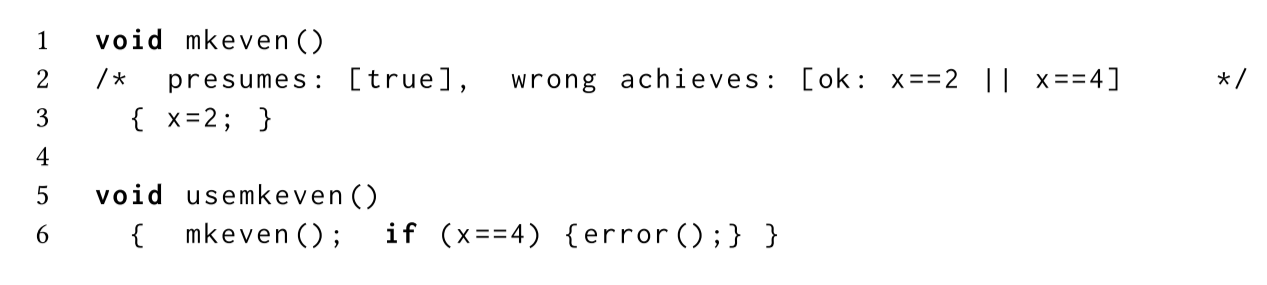 1 void mkeven()
2 /* presumes: [true], wrong achieves: [ok: x==2 || x==4] */
3 { x=2; }
4
5 void usemkeven()
6 { mkeven(); if (x==4) {error();} }